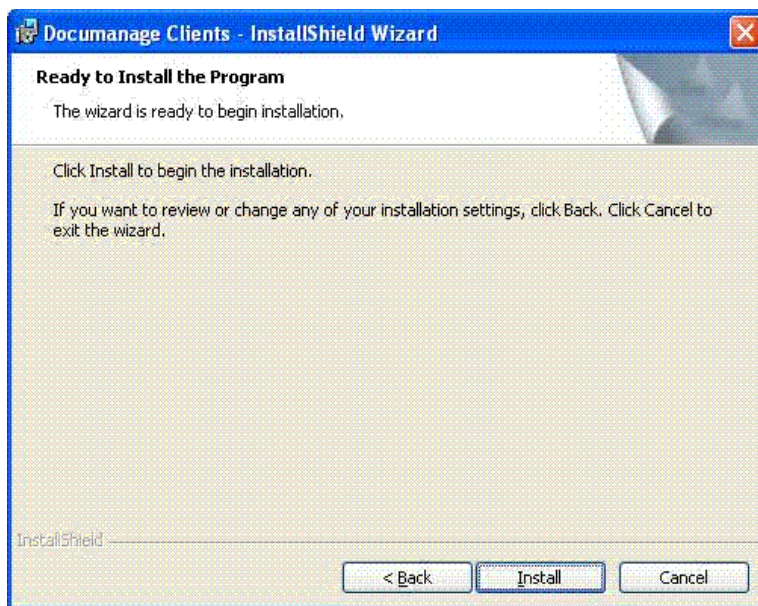 Documanage Clients - InstallShield Wizard
Ready to Install the Program
The wizard is ready to begin installation.
Click Install to begin the installation.
If you want to review or change any of your installation settings, click Back. Click Cancel to
exit the wizard.
InstallShield
< Back
Install
Cancel